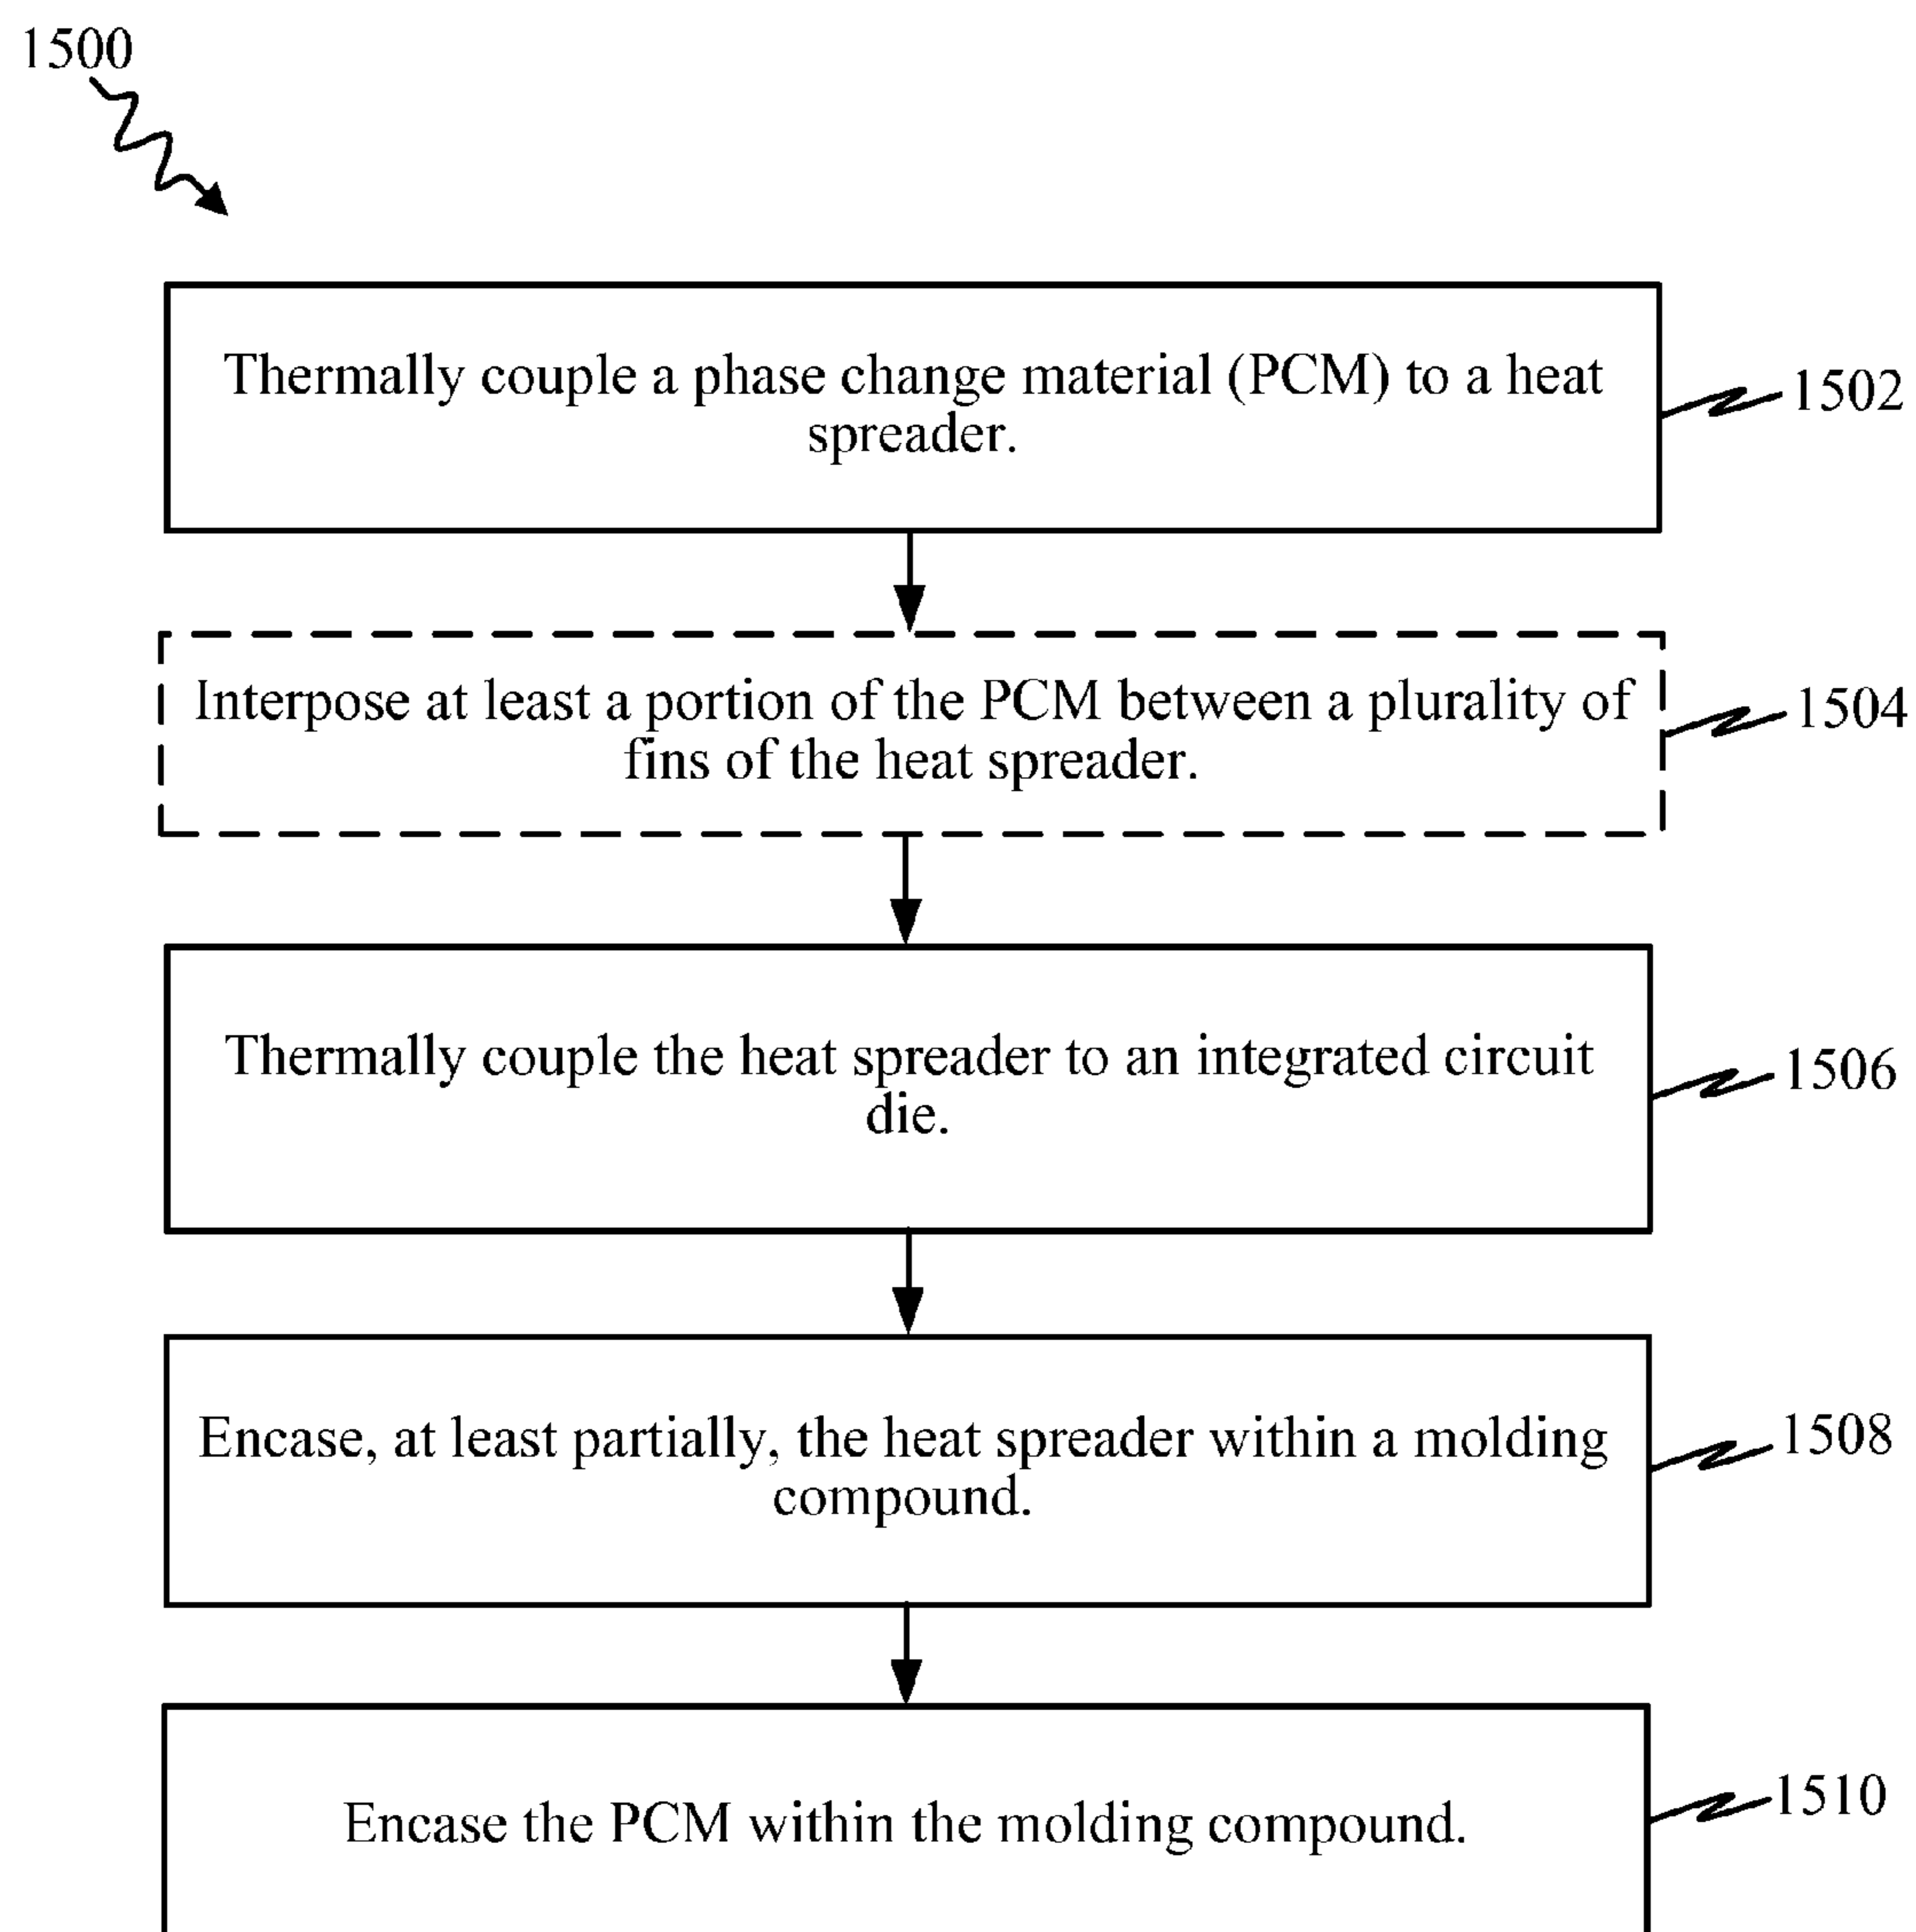 1500
Thermally couple a phase change material (PCM) to a heat
spreader.
1502
Interpose at least a portion of the PCM between a plurality of
fins of the heat spreader.
1504
Thermally couple the heat spreader to an integrated circuit
die.
1506
Encase, at least partially, the heat spreader within a molding
compound.
1508
Encase the PCM within the molding compound.
1510